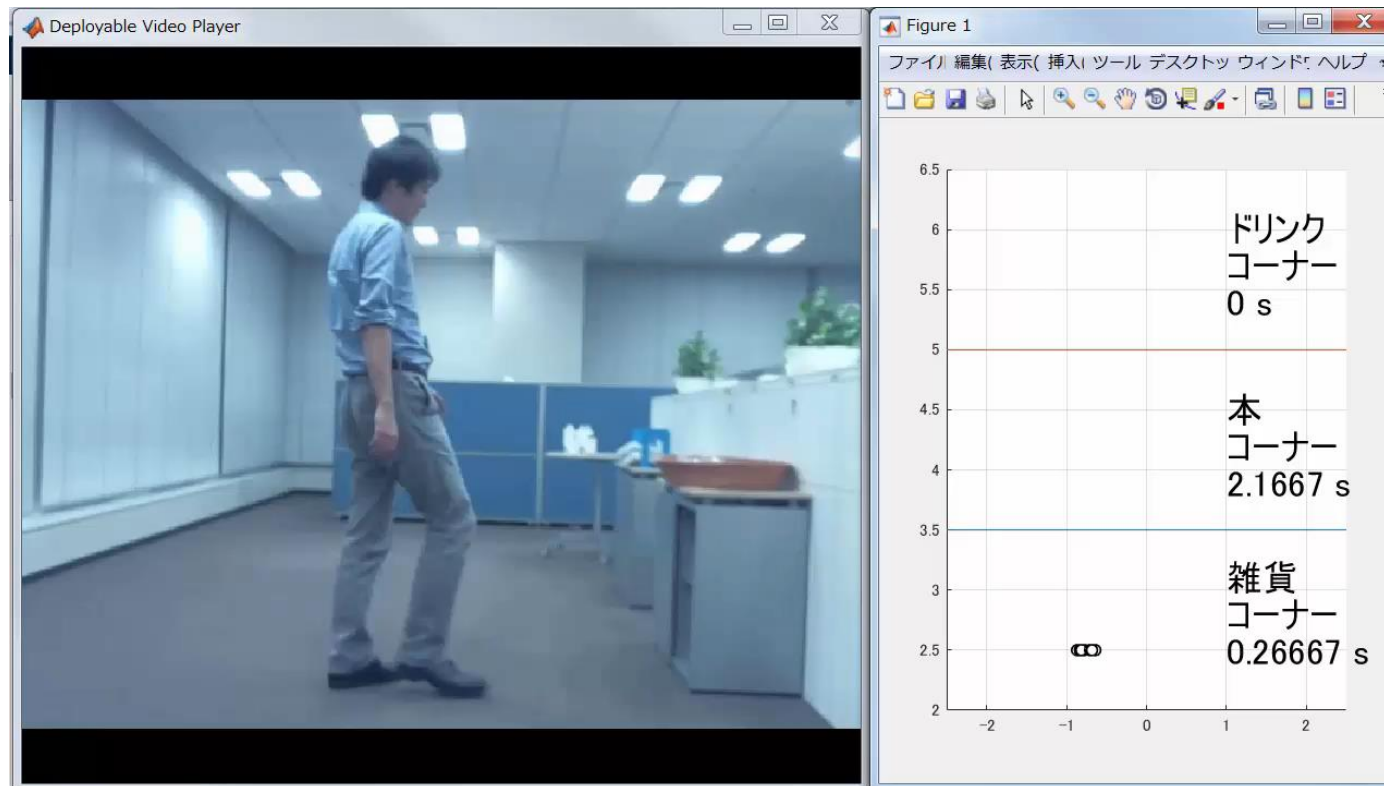 Deployable Video Player
Figure 1
ファイル 編集( 表示( 挿入( ツール デスクトッ ウィンドウ ヘルプ
6.5
6
5.5
5
4.5
4
3.5
3
2.5
2
-2
-1
0
1
2
ドリンク
コーナー
0 s
本
コーナー
2.1667 s
雑貨
コーナー
0.26667 s